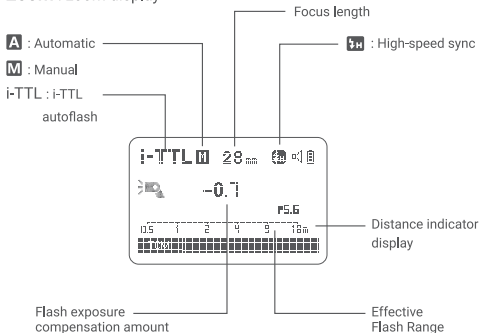 Focus length
A : Automatic
H : High-speed sync
M : Manual
i-TTL : i-TTL
autoflash
i-TTL M 28mm
-0.7
F5.6
0.5 1 2 4 9 18m
Distance indicator
display
Flash exposure
compensation amount
Effective
Flash Range